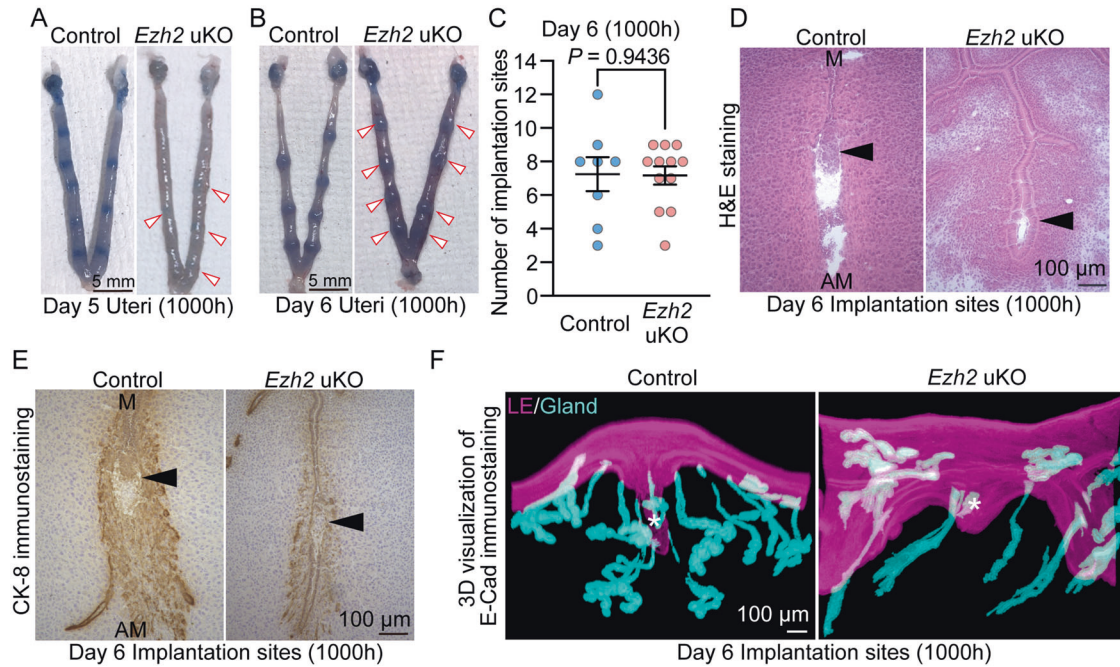 A
Control
Ezh2 uKO
5 mm
Day 5 Uteri (1000h)
B
Control
Ezh2 uKO
5 mm
Day 6 Uteri (1000h)
C
Day 6 (1000h)
P = 0.9436
Number of implantation sites
14
12
10
8
6
4
2
0
Control
Ezh2
uKO
D
Control
Ezh2 uKO
H&E staining
M
AM
100 µm
Day 6 Implantation sites (1000h)
E
Control
Ezh2 uKO
CK-8 immunostaining
M
AM
100 µm
Day 6 Implantation sites (1000h)
F
Control
Ezh2 uKO
3D visualization of
E-Cad immunostaining
LE/Gland
*
*
100 µm
Day 6 Implantation sites (1000h)